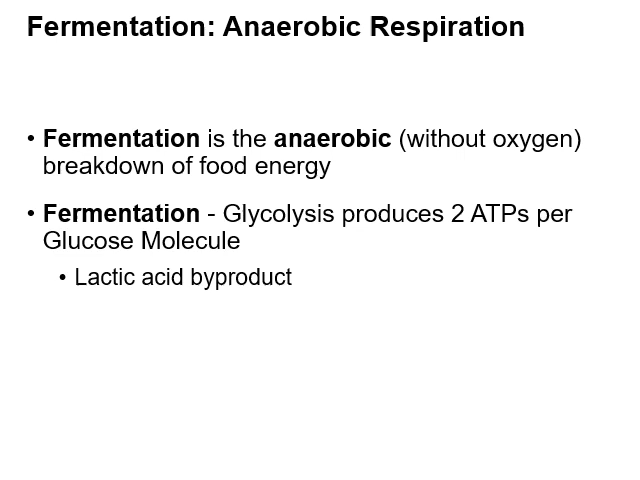 Fermentation: Anaerobic Respiration
• Fermentation is the anaerobic (without oxygen)
breakdown of food energy
• Fermentation - Glycolysis produces 2 ATPs per
Glucose Molecule
• Lactic acid byproduct